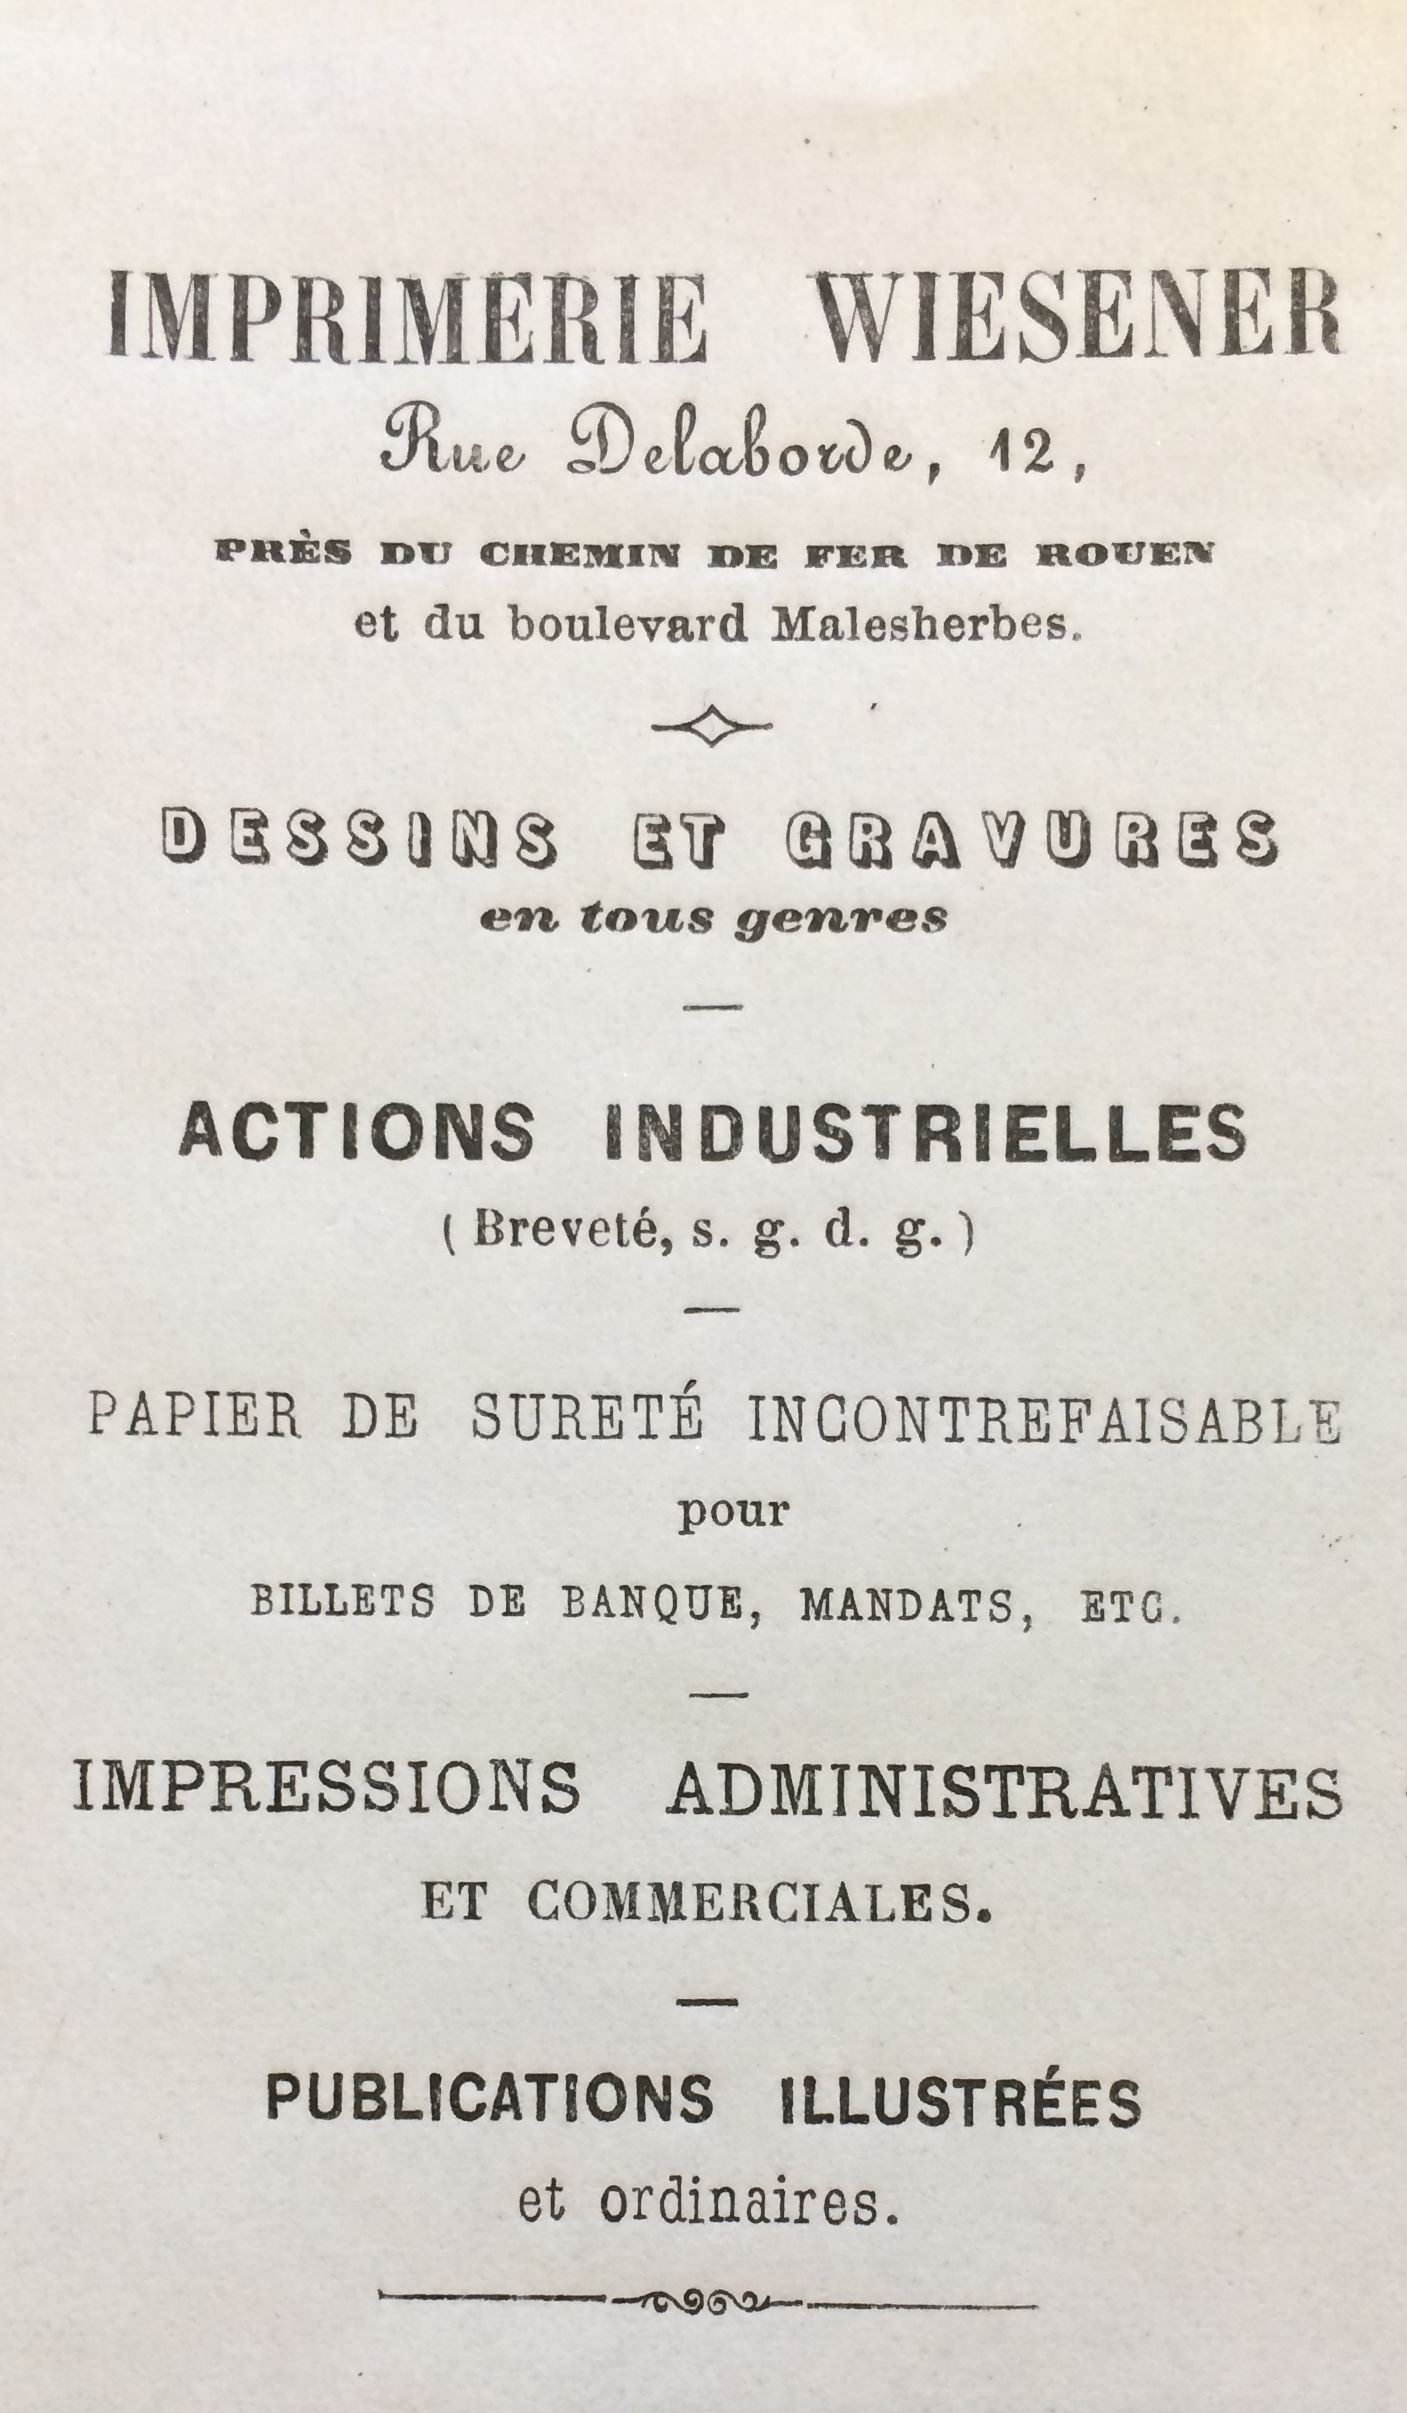 IMPRIMERIE WIESENER
Rue Delaborde, 12,
PRÈS DU CHEMIN DE FER DE ROUEN
et du boulevard Malesherbes.
DESSINS ET GRAVURES
en tous genres
ACTIONS INDUSTRIELLES
( Breveté, s. g. d. g. )
PAPIER DE SURETÉ INCONTREFAISABLE
pour
BILLETS DE BANQUE, MANDATS, ETC.
IMPRESSIONS ADMINISTRATIVES
ET COMMERCIALES.
PUBLICATIONS ILLUSTRÉES
et ordinaires.